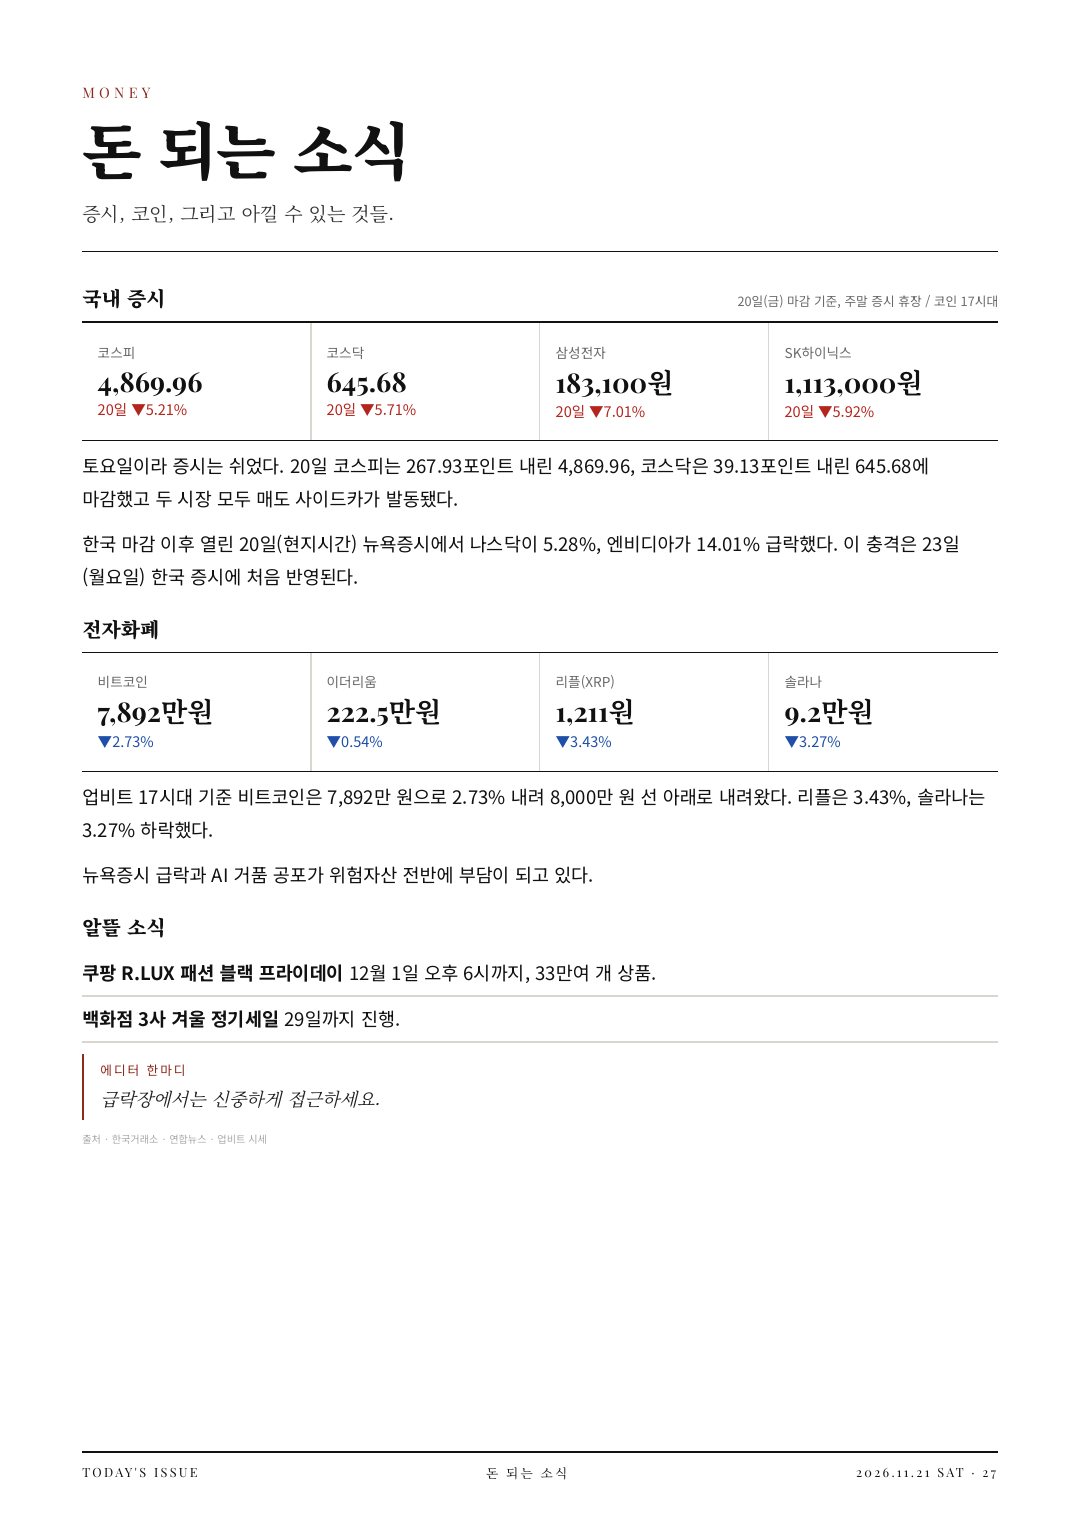 MONEY
돈 되는 소식
증시, 코인, 그리고 아낄 수 있는 것들.
국내 증시
20일(금) 마감 기준, 주말 증시 휴장 / 코인 17시대
코스피
4,869.96
20일 ▼5.21%
코스닥
645.68
20일 ▼5.71%
삼성전자
183,100원
20일 ▼7.01%
SK하이닉스
1,113,000원
20일 ▼5.92%
토요일이라 증시는 쉬었다. 20일 코스피는 267.93포인트 내린 4,869.96, 코스닥은 39.13포인트 내린 645.68에
마감했고 두 시장 모두 매도 사이드카가 발동됐다.
한국 마감 이후 열린 20일(현지시간) 뉴욕증시에서 나스닥이 5.28%, 엔비디아가 14.01% 급락했다. 이 충격은 23일
(월요일) 한국 증시에 처음 반영된다.
전자화폐
비트코인
7,892만원
▼2.73%
이더리움
222.5만원
▼0.54%
리플(XRP)
1,211원
▼3.43%
솔라나
9.2만원
▼3.27%
업비트 17시대 기준 비트코인은 7,892만 원으로 2.73% 내려 8,000만 원 선 아래로 내려왔다. 리플은 3.43%, 솔라나는
3.27% 하락했다.
뉴욕증시 급락과 AI 거품 공포가 위험자산 전반에 부담이 되고 있다.
알뜰 소식
쿠팡 R.LUX 패션 블랙 프라이데이 12월 1일 오후 6시까지, 33만여 개 상품.
백화점 3사 겨울 정기세일 29일까지 진행.
에디터 한마디
급락장에서는 신중하게 접근하세요.
출처 · 한국거래소 · 연합뉴스 · 업비트 시세
TODAY'S ISSUE
돈 되는 소식
2026.11.21 SAT · 27